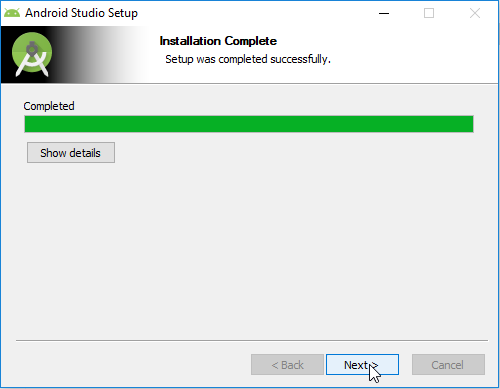 Android Studio Setup
Installation Complete
Setup was completed successfully.
Completed
Show details
< Back
Next >
Cancel